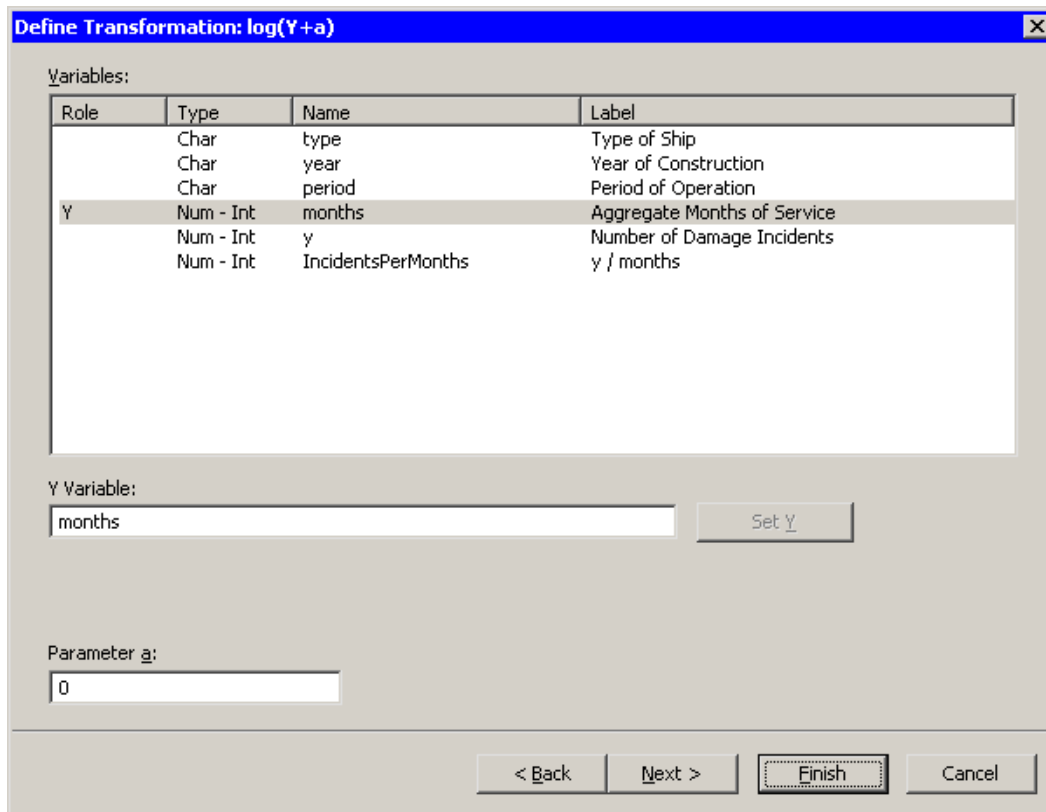 Define Transformation: log(Y+a)
Variables:
Role Type Name Label
Char type Type of Ship
Char year Year of Construction
Char period Period of Operation
Y Num - Int months Aggregate Months of Service
Num - Int y Number of Damage Incidents
Num - Int IncidentsPerMonths y / months
Y Variable:
months Set Y
Parameter a:
0
< Back Next > Finish Cancel